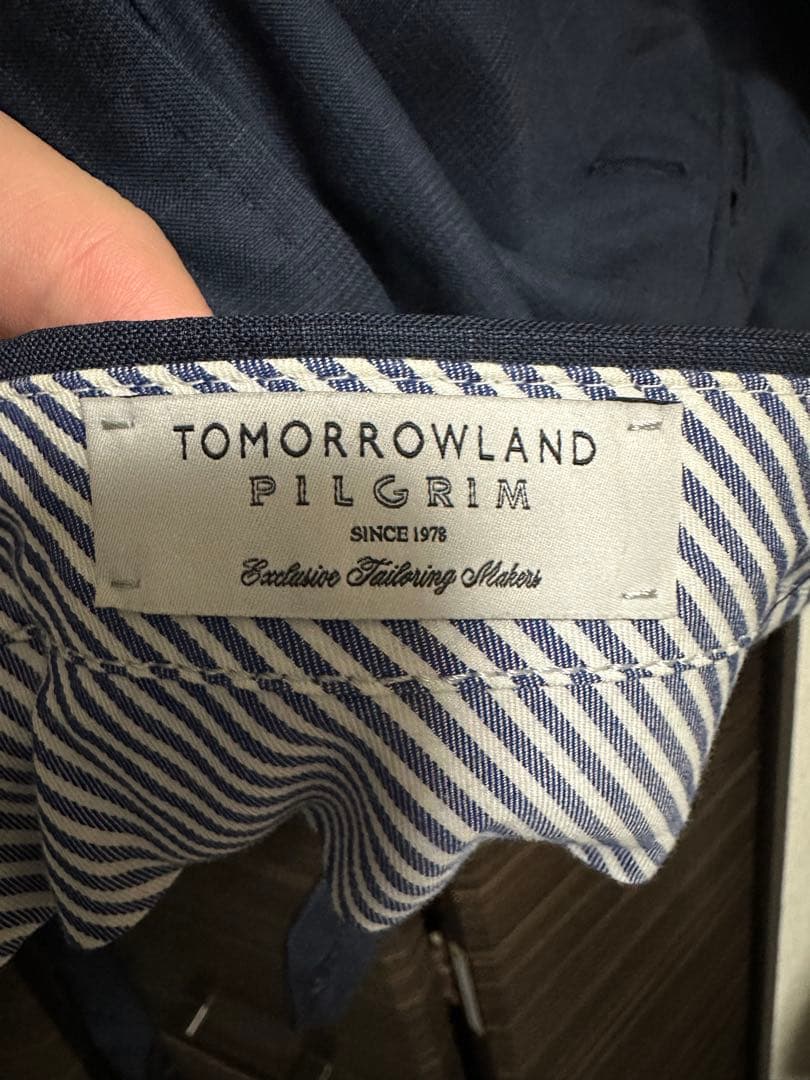 TOMORROWLAND
PILGRIM
SINCE 1978
Exclusive Tailoring Makers